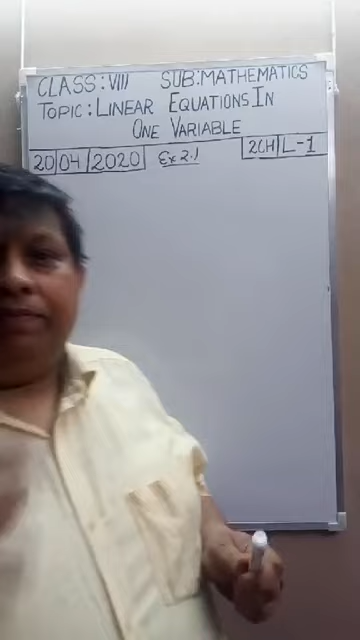 CLASS:VIII SUB:MATHEMATICS
TOPIC:LINEAR EQUATIONS IN
ONE VARIABLE
20 04 2020 Ex 2.1 2CH L-1